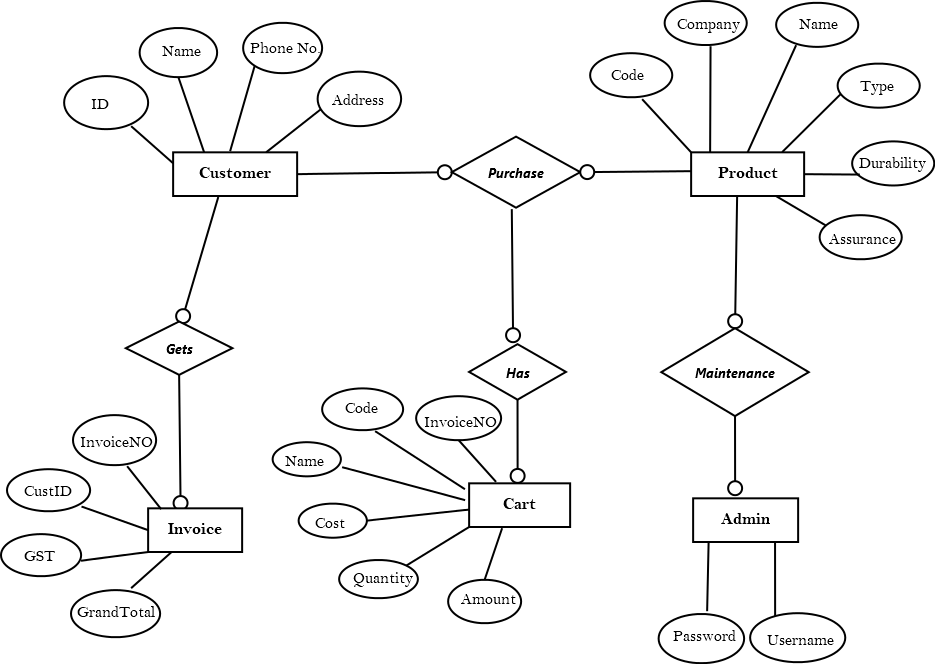 Company
Name
Phone No.
Name
Code
Type
ID
Address
Durability
Customer
Purchase
Product
Assurance
Gets
Has
Maintenance
Code
InvoiceNO
InvoiceNO
Name
CustID
Cart
Cost
Invoice
Admin
GST
Quantity
Amount
GrandTotal
Password
Username